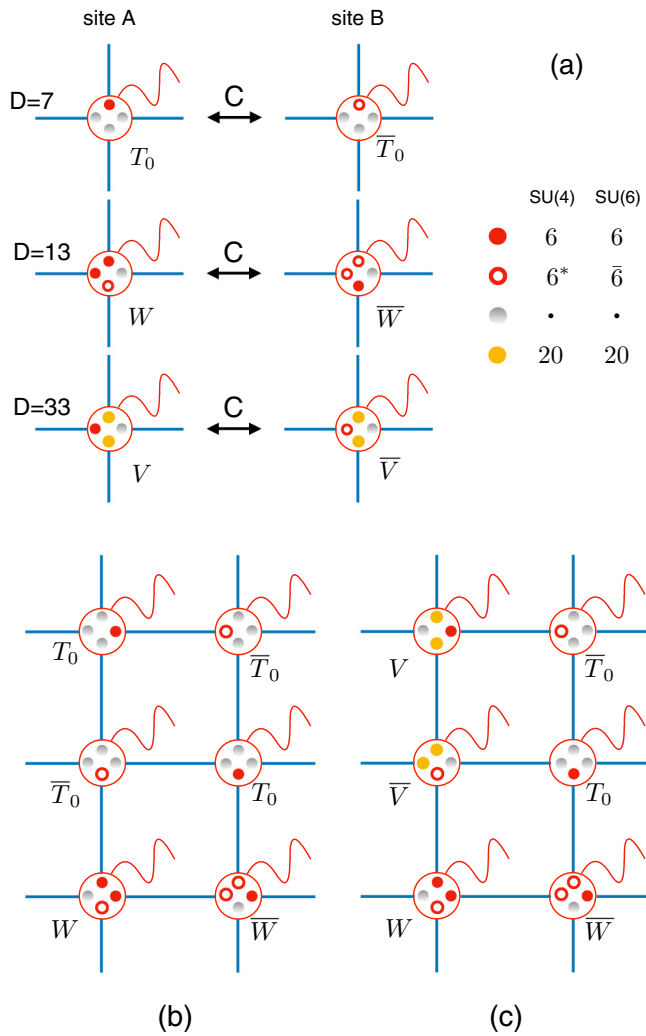 site A site B
(a)
D=7 C
T₀ T̅₀
SU(4) SU(6)
6 6
D=13 C
6* 6̅
W W̅
· ·
20 20
D=33 C
V V̅
T₀ T̅₀ V T̅₀
T̅₀ T₀ V̅ T₀
W W̅ W W̅
(b) (c)